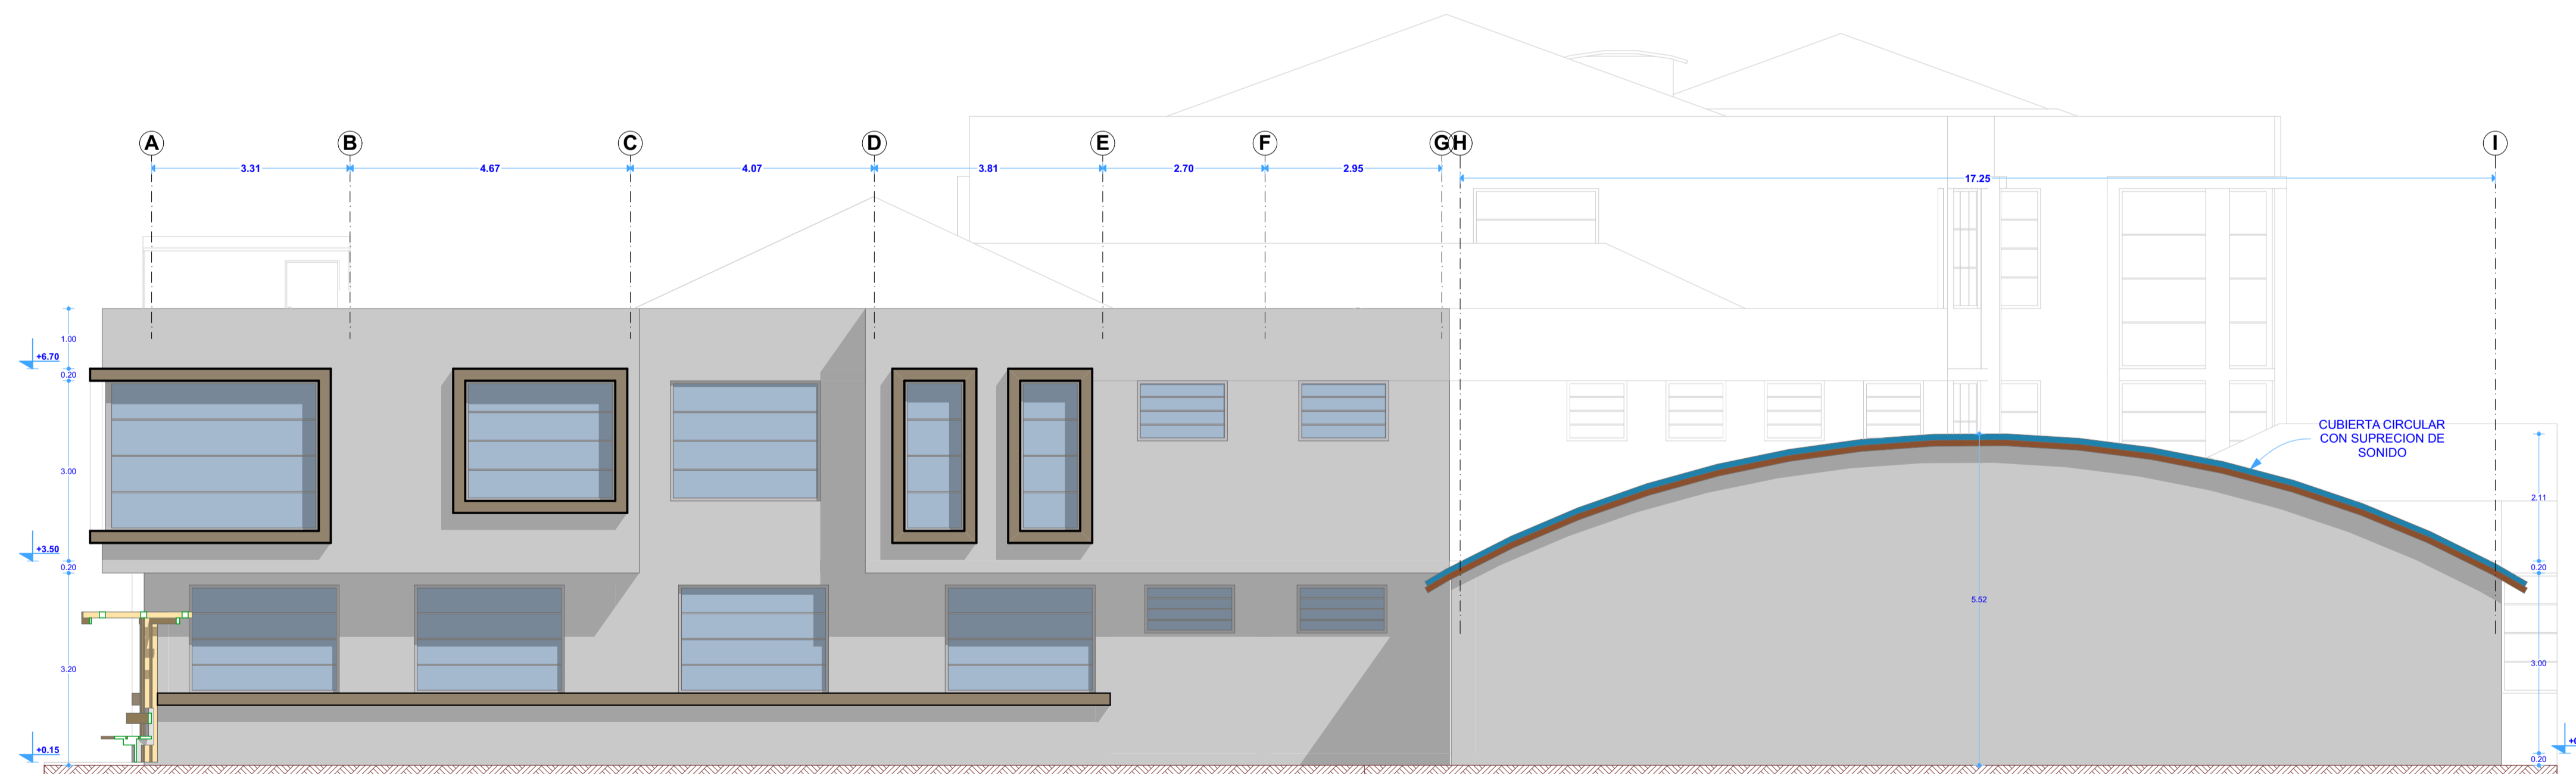 A B C D E F G H I
3.31 4.67 4.07 3.81 2.70 2.95 17.25
1.00
+6.70
0.20
3.00
+3.50
0.20
3.20
+0.15
CUBIERTA CIRCULAR
CON SUPRECION DE
SONIDO
2.11
0.20
5.52
3.00
0.20